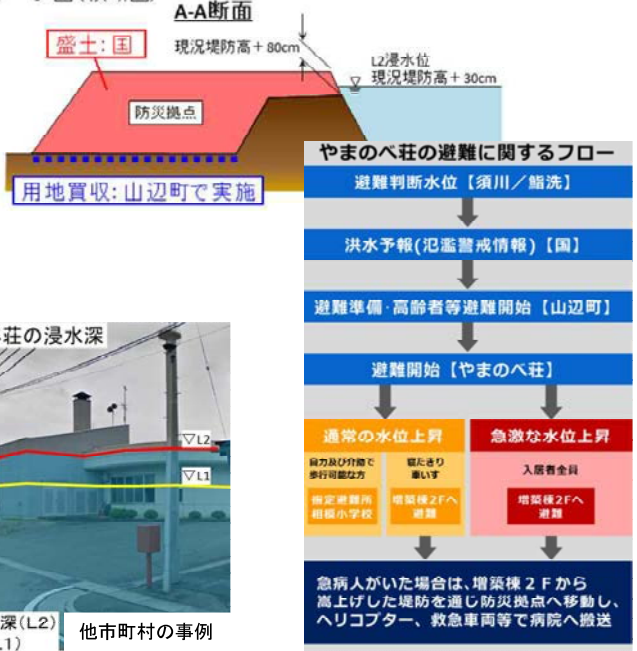 A-A断面
盛土:国
現況堤防高+80cm
L2浸水位
現況堤防高+30cm
防災拠点
用地買収:山辺町で実施
やまのべ荘の避難に関するフロー
避難判断水位【須川/鮨洗】
洪水予報(氾濫警戒情報)【国】
避難準備・高齢者等避難開始【山辺町】
避難開始【やまのべ荘】
通常の水位上昇
急激な水位上昇
自力及び介助で
歩行可能な方
寝たきり
車いす
入居者全員
指定避難所
相模小学校
増築棟2Fへ
避難
増築棟2Fへ
避難
急病人がいた場合は、増築棟2Fから
嵩上げした堤防を通じ防災拠点へ移動し、
ヘリコプター、救急車両等で病院へ搬送
荘の浸水深
▽L2
▽L1
深(L2)
.1)
他市町村の事例